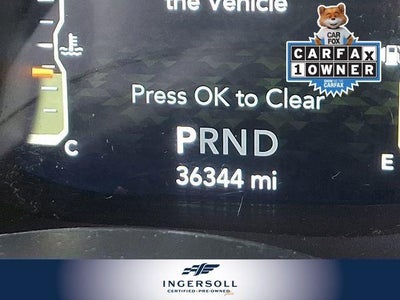 the Vehicle
CAR
FOX
CARFAX
1 OWNER
Press OK to Clear
PRND
C
E
36344 mi
INGERSOLL
CERTIFIED PRE-OWNED